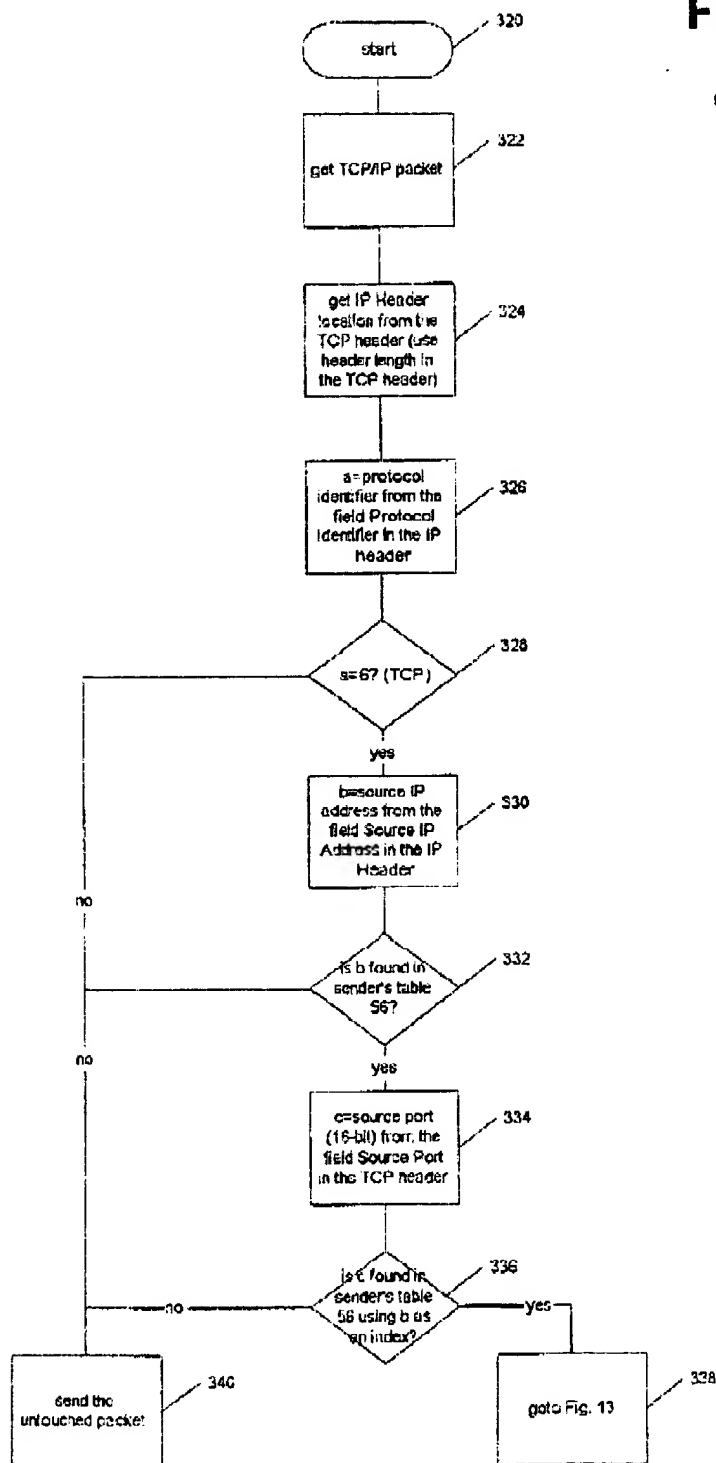 F
start
320
get TCP/IP packet
322
get IP Header
location from the
TCP header (use
header length in
the TCP header)
324
a=protocol
identifier from the
field Protocol
Identifier in the IP
header
326
a=6? (TCP)
328
yes
b=source IP
address from the
field Source IP
Address in the IP
Header
330
no
is b found in
sender's table
56?
332
no
yes
c=source port
(16-bit) from the
field Source Port
in the TCP header
334
is c found in
sender's table
56 using b as
an index?
336
no
yes
send the
untouched packet
340
goto Fig. 13
338